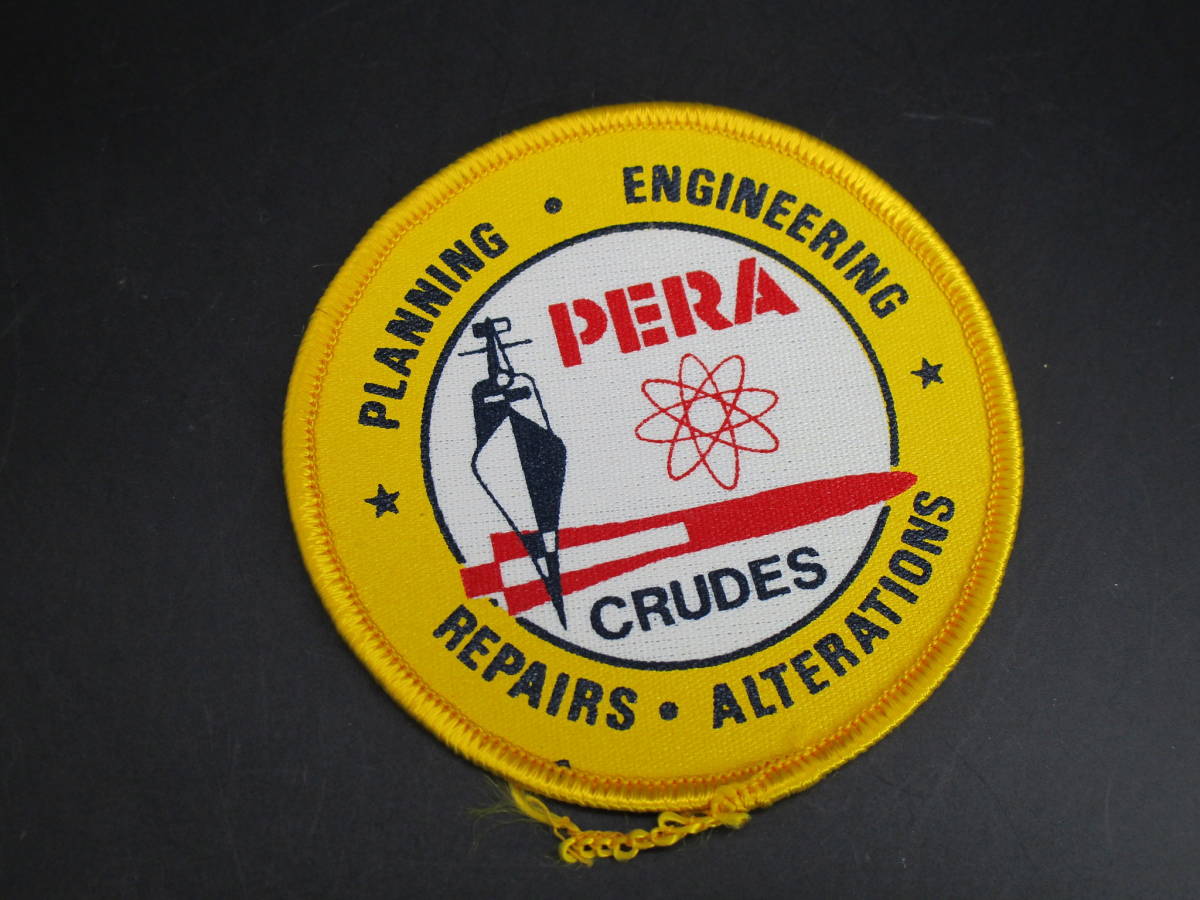 PLANNING • ENGINEERING
PERA
CRUDES
REPAIRS • ALTERATIONS